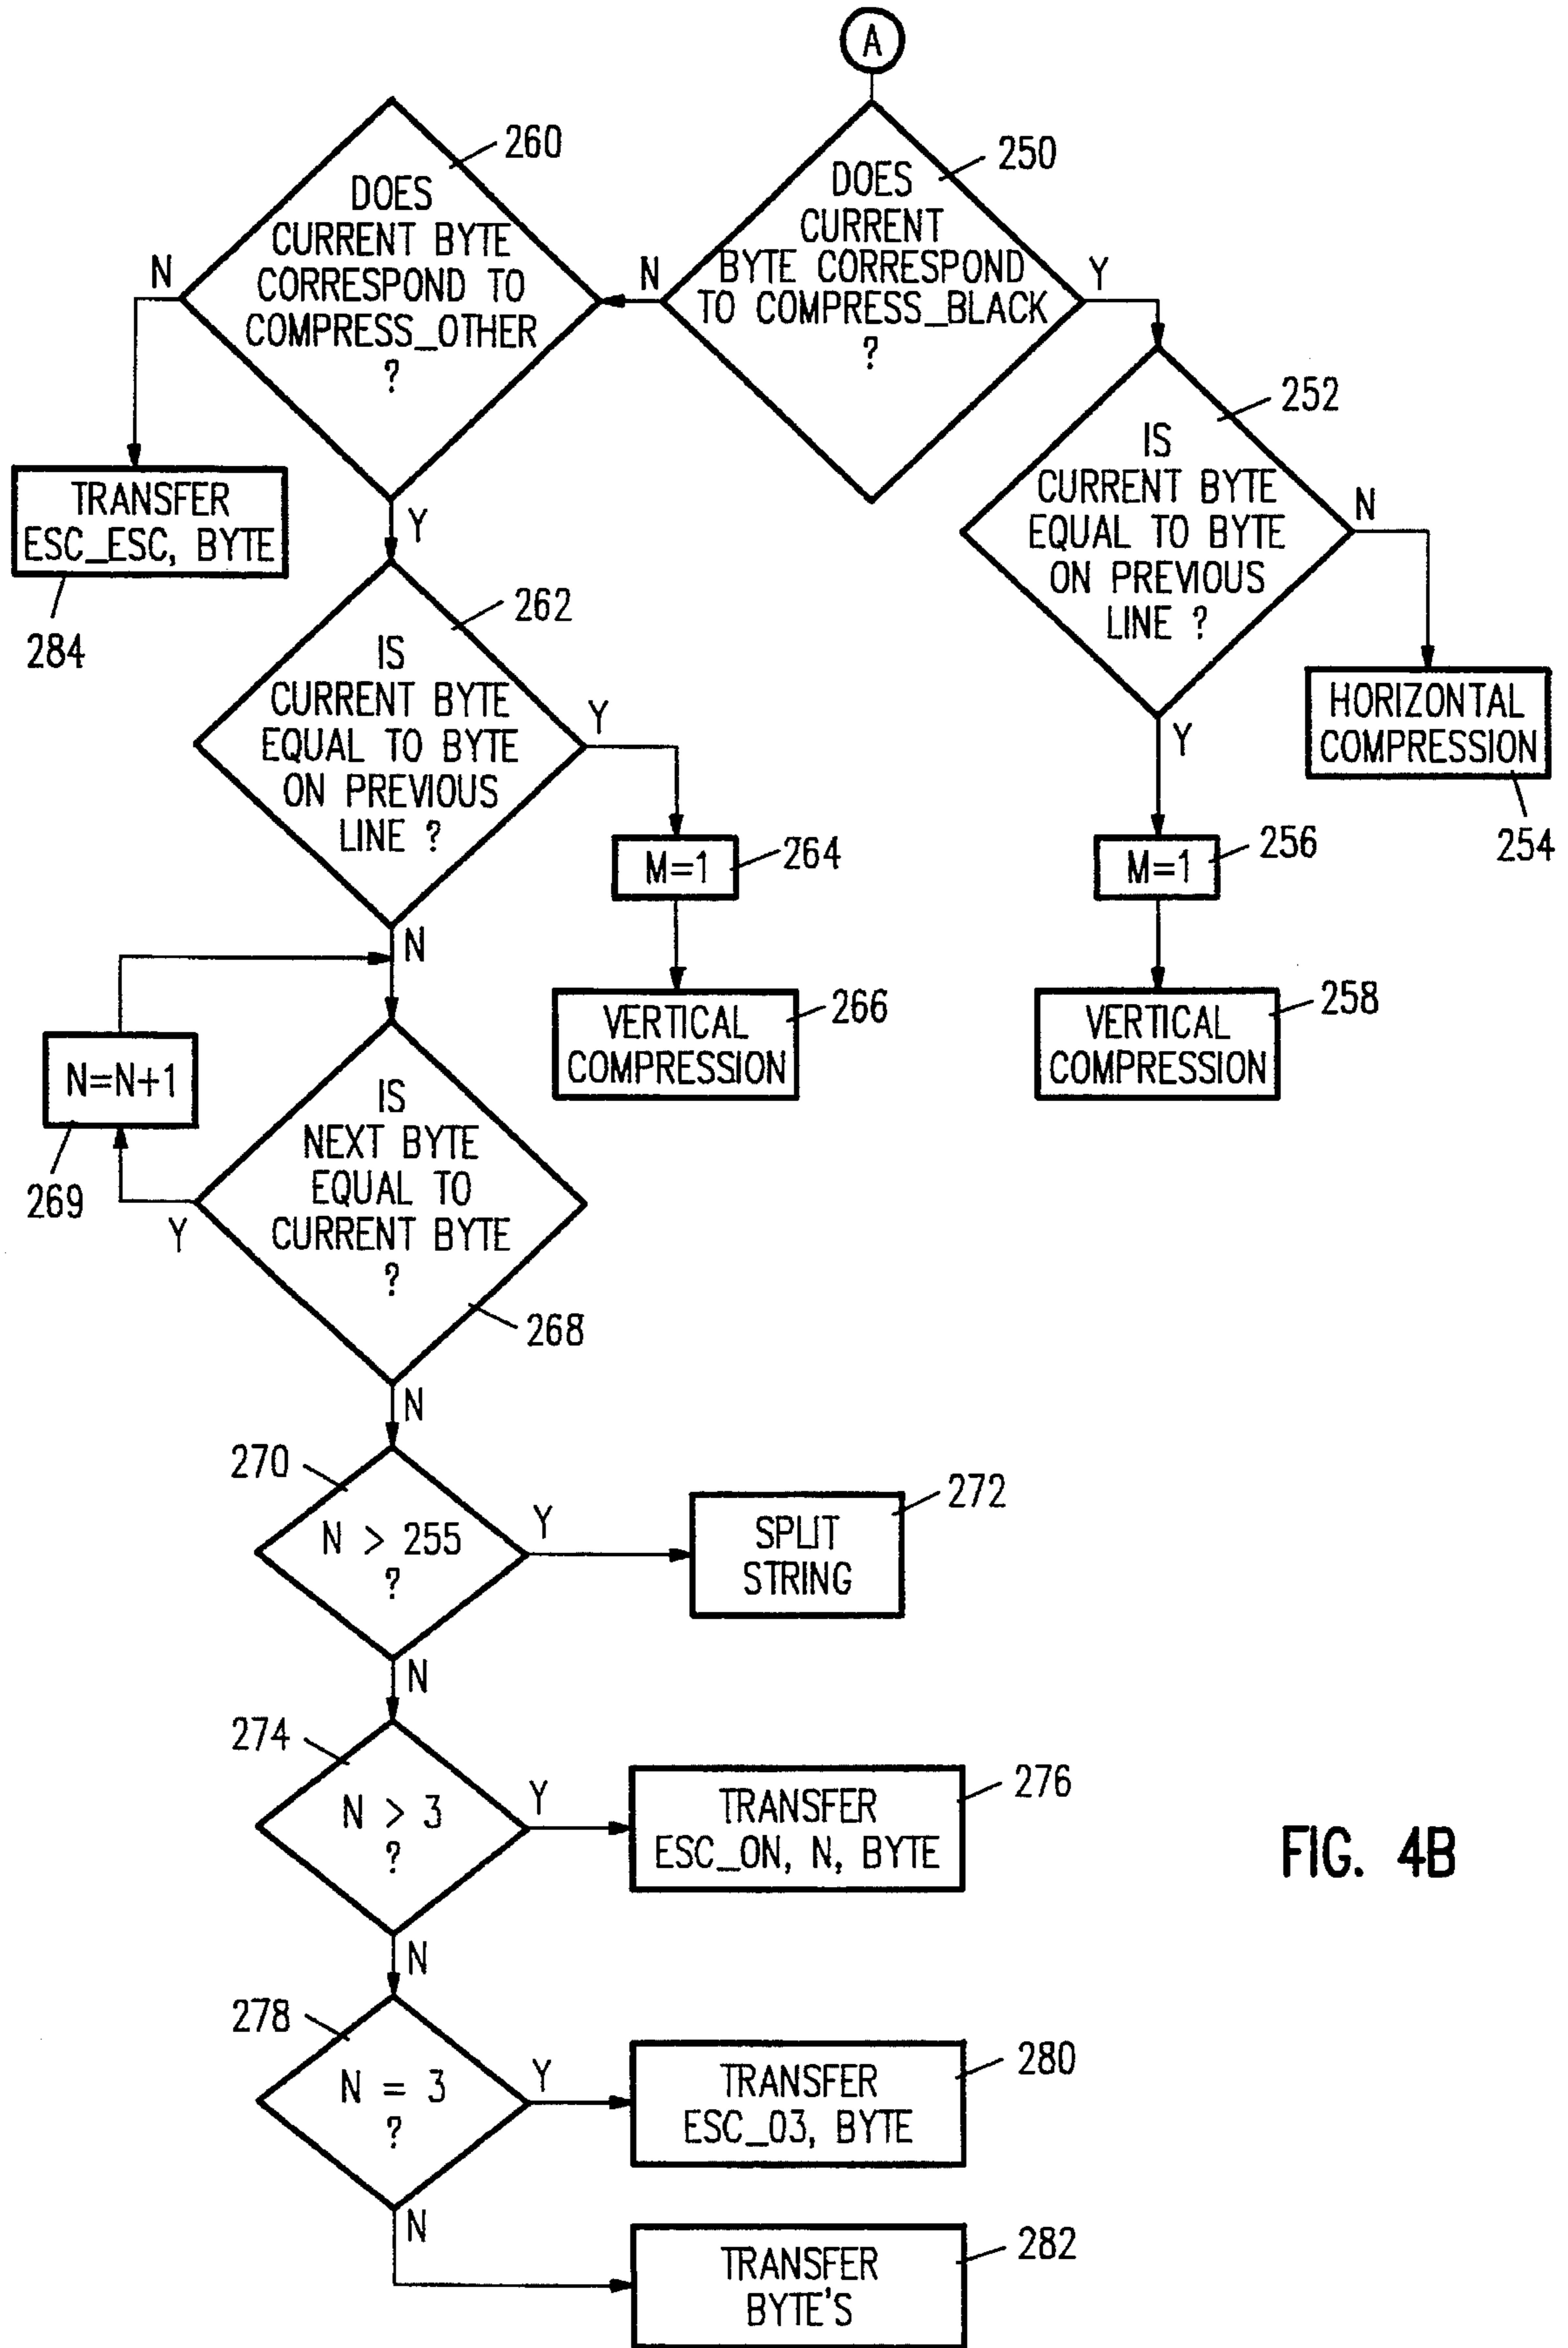 A
260
DOES
CURRENT BYTE
CORRESPOND TO
COMPRESS_OTHER
?
N
Y
250
DOES
CURRENT
BYTE CORRESPOND
TO COMPRESS_BLACK
?
N
Y
252
IS
CURRENT BYTE
EQUAL TO BYTE
ON PREVIOUS
LINE ?
N
Y
TRANSFER
ESC_ESC, BYTE
284
262
IS
CURRENT BYTE
EQUAL TO BYTE
ON PREVIOUS
LINE ?
Y
N
HORIZONTAL
COMPRESSION
254
M=1
264
M=1
256
VERTICAL
COMPRESSION
266
VERTICAL
COMPRESSION
258
N=N+1
269
IS
NEXT BYTE
EQUAL TO
CURRENT BYTE
?
Y
268
N
270
N > 255
?
Y
N
SPLIT
STRING
272
274
N > 3
?
Y
N
TRANSFER
ESC_ON, N, BYTE
276
FIG. 4B
278
N = 3
?
Y
N
TRANSFER
ESC_03, BYTE
280
TRANSFER
BYTE'S
282